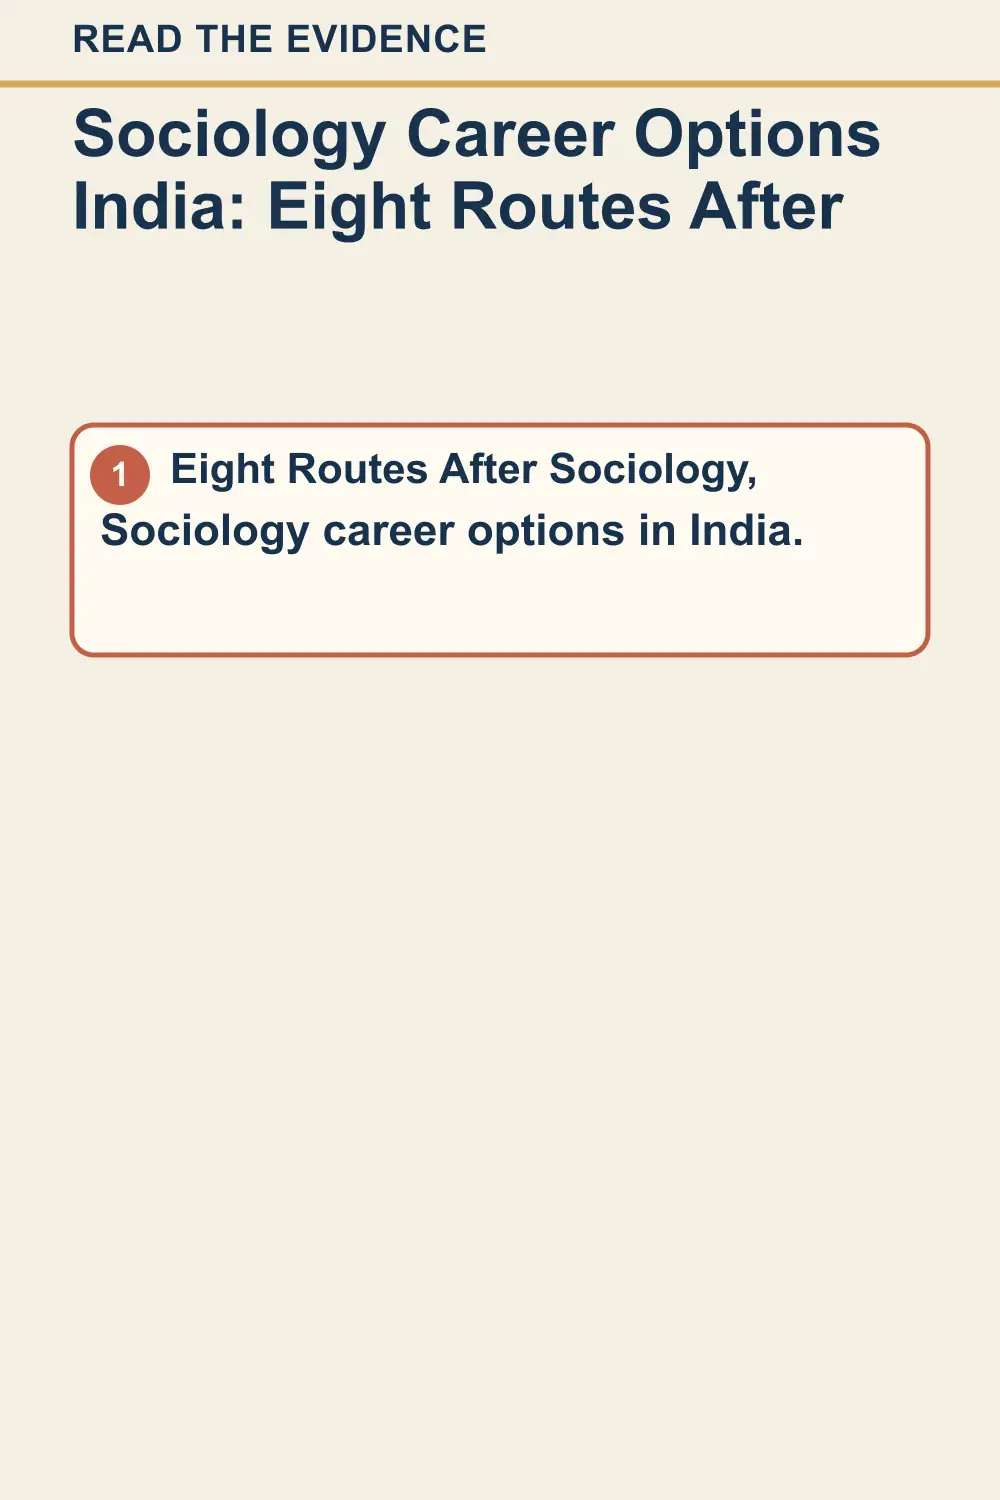 READ THE EVIDENCE
Sociology Career Options
India: Eight Routes After
1 Eight Routes After Sociology,
Sociology career options in India.